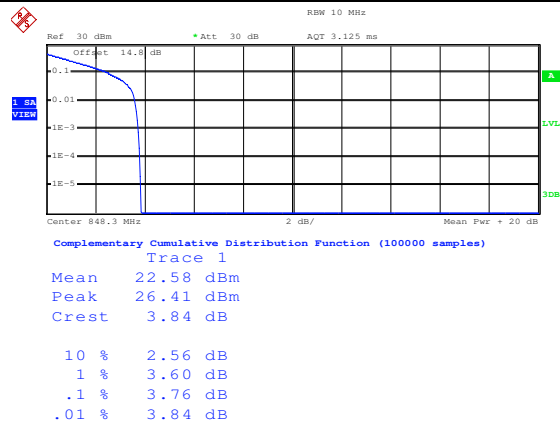 RBW 10 MHz
Ref 30 dBm * Att 30 dB AQT 3.125 ms
Offset 14.8 dB
0.1
A
1 SA
VIEW
0.01
LVL
1E-3
1E-4
1E-5
3DB
Center 848.3 MHz 2 dB/ Mean Pwr + 20 dB
Complementary Cumulative Distribution Function (100000 samples)
Trace 1
Mean 22.58 dBm
Peak 26.41 dBm
Crest 3.84 dB
10 % 2.56 dB
1 % 3.60 dB
.1 % 3.76 dB
.01 % 3.84 dB